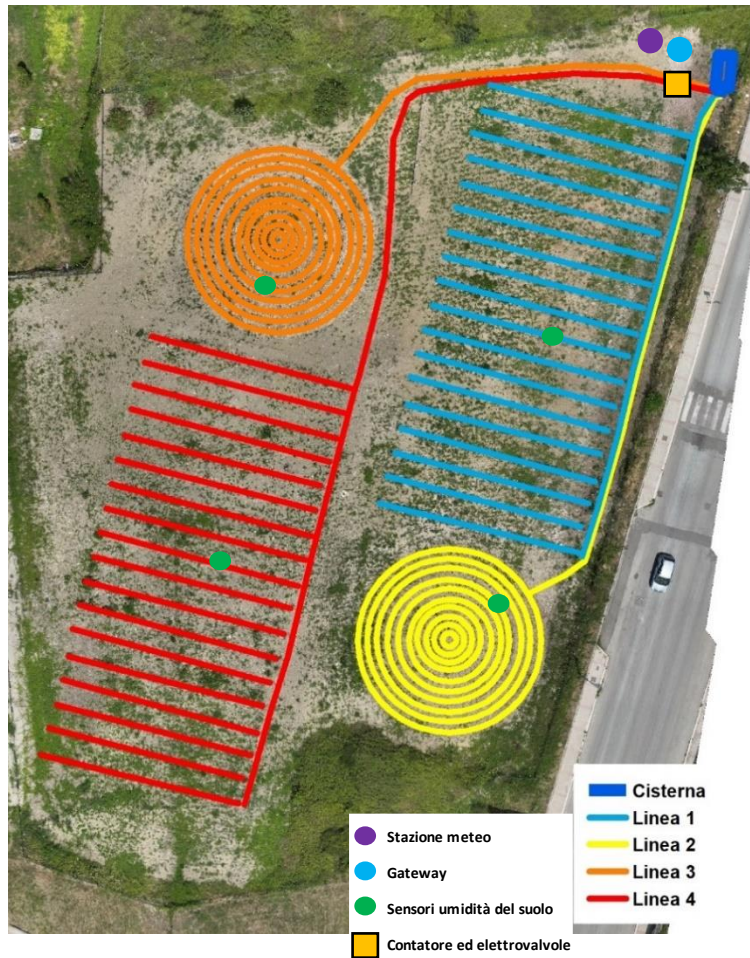 Cisterna
Linea 1
Linea 2
Linea 3
Linea 4
Stazione meteo
Gateway
Sensori umidità del suolo
Contatore ed elettrovalvole